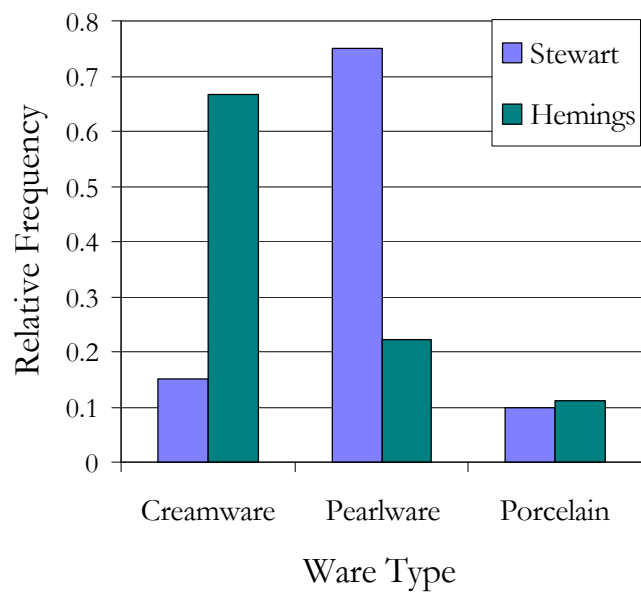 0.8
0.7
0.6
0.5
0.4
0.3
0.2
0.1
0
Relative Frequency
Stewart
Hemings
Creamware Pearlware Porcelain
Ware Type